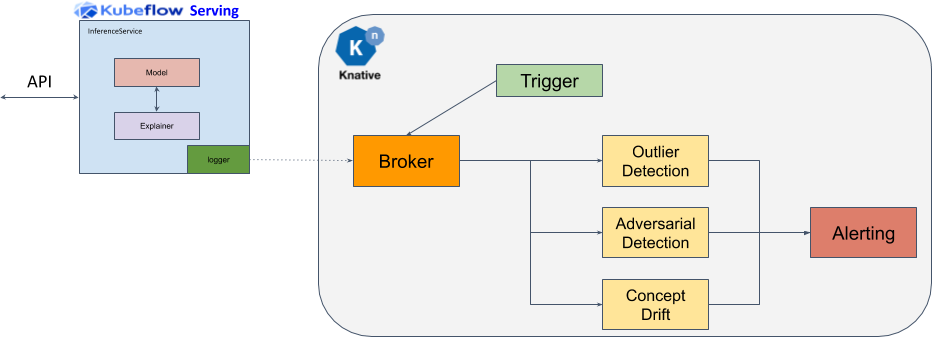 Kubeflow Serving
InferenceService
Model
API
Explainer
logger
n
K
Knative
Trigger
Broker
Outlier
Detection
Adversarial
Detection
Alerting
Concept
Drift